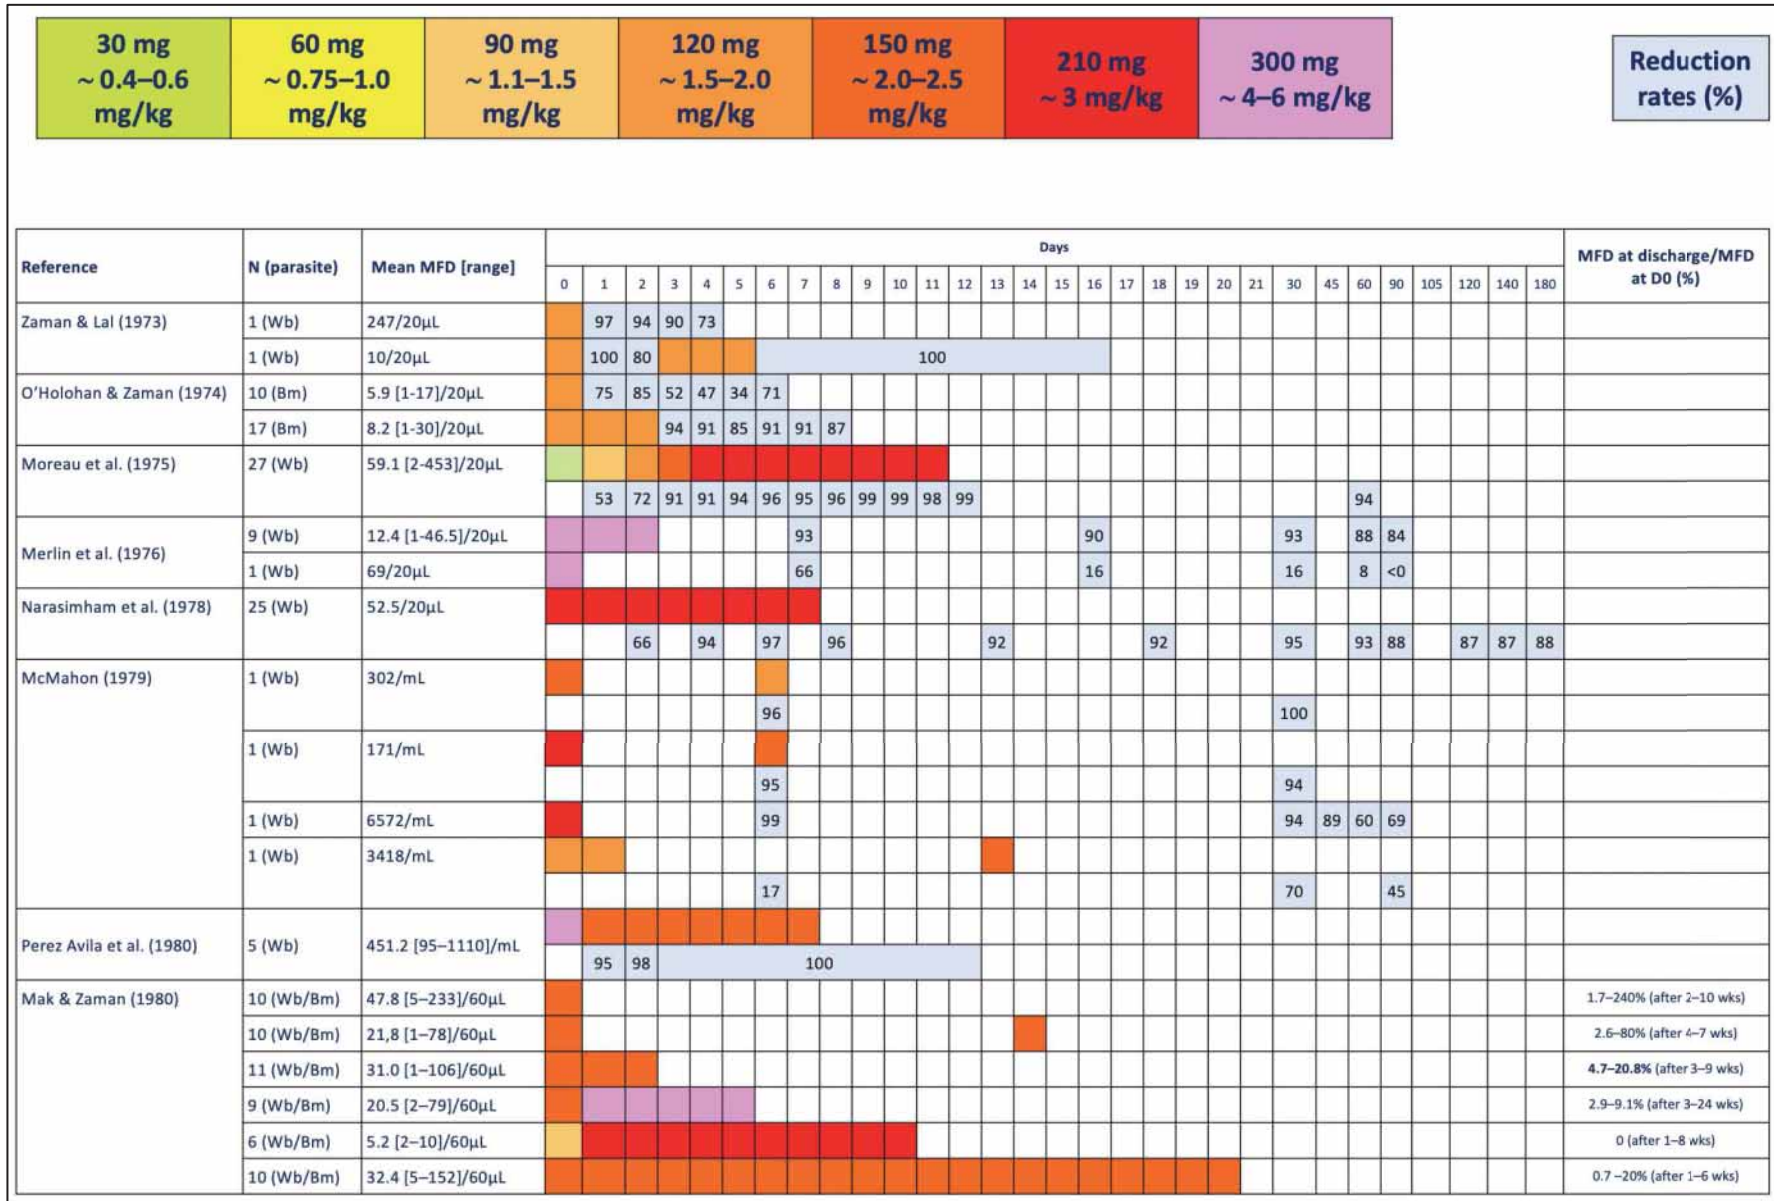 30 mg
~ 0.4–0.6
mg/kg
60 mg
~ 0.75–1.0
mg/kg
90 mg
~ 1.1–1.5
mg/kg
120 mg
~ 1.5–2.0
mg/kg
150 mg
~ 2.0–2.5
mg/kg
210 mg
~ 3 mg/kg
300 mg
~ 4–6 mg/kg
Reduction
rates (%)
Reference N (parasite) Mean MFD [range] Days MFD at discharge/MFD
at D0 (%)
0 1 2 3 4 5 6 7 8 9 10 11 12 13 14 15 16 17 18 19 20 21 30 45 60 90 105 120 140 180
Zaman & Lal (1973) 1 (Wb) 247/20µL 97 94 90 73
1 (Wb) 10/20µL 100 80 100
O'Holohan & Zaman (1974) 10 (Bm) 5.9 [1-17]/20µL 75 85 52 47 34 71
17 (Bm) 8.2 [1-30]/20µL 94 91 85 91 91 87
Moreau et al. (1975) 27 (Wb) 59.1 [2-453]/20µL
53 72 91 91 94 96 95 96 99 99 98 99 94
Merlin et al. (1976) 9 (Wb) 12.4 [1-46.5]/20µL 93 90 93 88 84
1 (Wb) 69/20µL 66 16 16 8 <0
Narasimham et al. (1978) 25 (Wb) 52.5/20µL
66 94 97 96 92 92 95 93 88 87 87 88
McMahon (1979) 1 (Wb) 302/mL
96 100
1 (Wb) 171/mL
95 94
1 (Wb) 6572/mL 99 94 89 60 69
1 (Wb) 3418/mL
17 70 45
Perez Avila et al. (1980) 5 (Wb) 451.2 [95–1110]/mL
95 98 100
Mak & Zaman (1980) 10 (Wb/Bm) 47.8 [5–233]/60µL 1.7–240% (after 2–10 wks)
10 (Wb/Bm) 21,8 [1–78]/60µL 2.6–80% (after 4–7 wks)
11 (Wb/Bm) 31.0 [1–106]/60µL 4.7–20.8% (after 3–9 wks)
9 (Wb/Bm) 20.5 [2–79]/60µL 2.9–9.1% (after 3–24 wks)
6 (Wb/Bm) 5.2 [2–10]/60µL 0 (after 1–8 wks)
10 (Wb/Bm) 32.4 [5–152]/60µL 0.7–20% (after 1–6 wks)